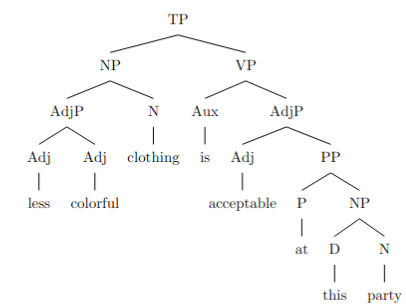 TP
NP VP
AdjP N Aux AdjP
Adj Adj clothing is Adj PP
less colorful acceptable P NP
at D N
this party